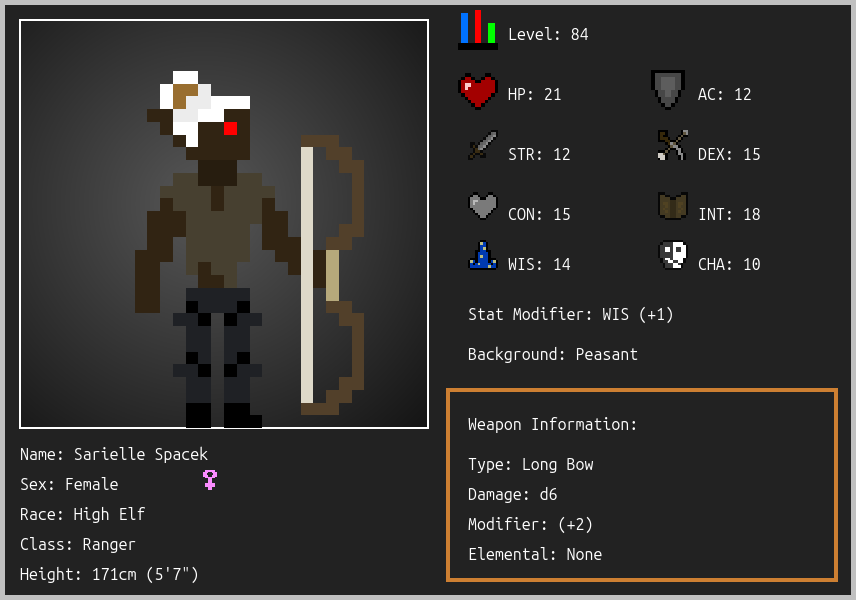 Level: 84
HP: 21
AC: 12
STR: 12
DEX: 15
CON: 15
INT: 18
WIS: 14
CHA: 10
Stat Modifier: WIS (+1)
Background: Peasant
Weapon Information:
Type: Long Bow
Damage: d6
Modifier: (+2)
Elemental: None
Name: Sarielle Spacek
Sex: Female
Race: High Elf
Class: Ranger
Height: 171cm (5'7")